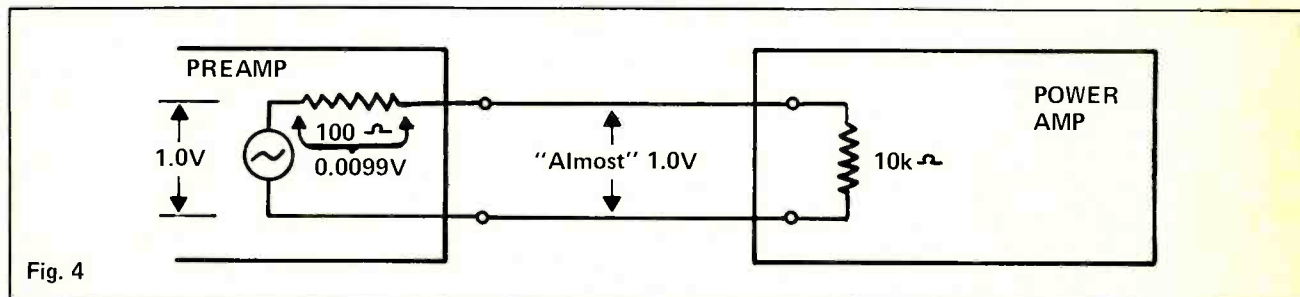 PREAMP
1.0V
100 Ω
0.0099V
"Almost" 1.0V
10k Ω
POWER
AMP
Fig. 4